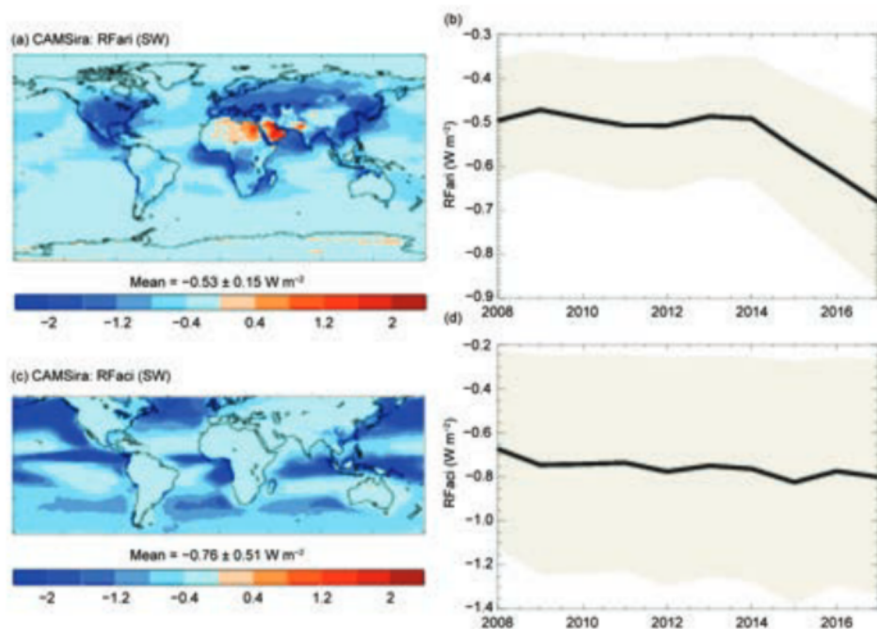 (a) CAMSira: RFari (SW)
Mean = −0.53 ± 0.15 W m⁻²
−2 −1.2 −0.4 0.4 1.2 2
(b)
−0.3
−0.4
−0.5
−0.6
−0.7
−0.8
−0.9
RFari (W m⁻²)
2008 2010 2012 2014 2016
(c) CAMSira: RFaci (SW)
Mean = −0.76 ± 0.51 W m⁻²
−2 −1.2 −0.4 0.4 1.2 2
(d)
−0.2
−0.4
−0.6
−0.8
−1.0
−1.2
−1.4
RFaci (W m⁻²)
2008 2010 2012 2014 2016